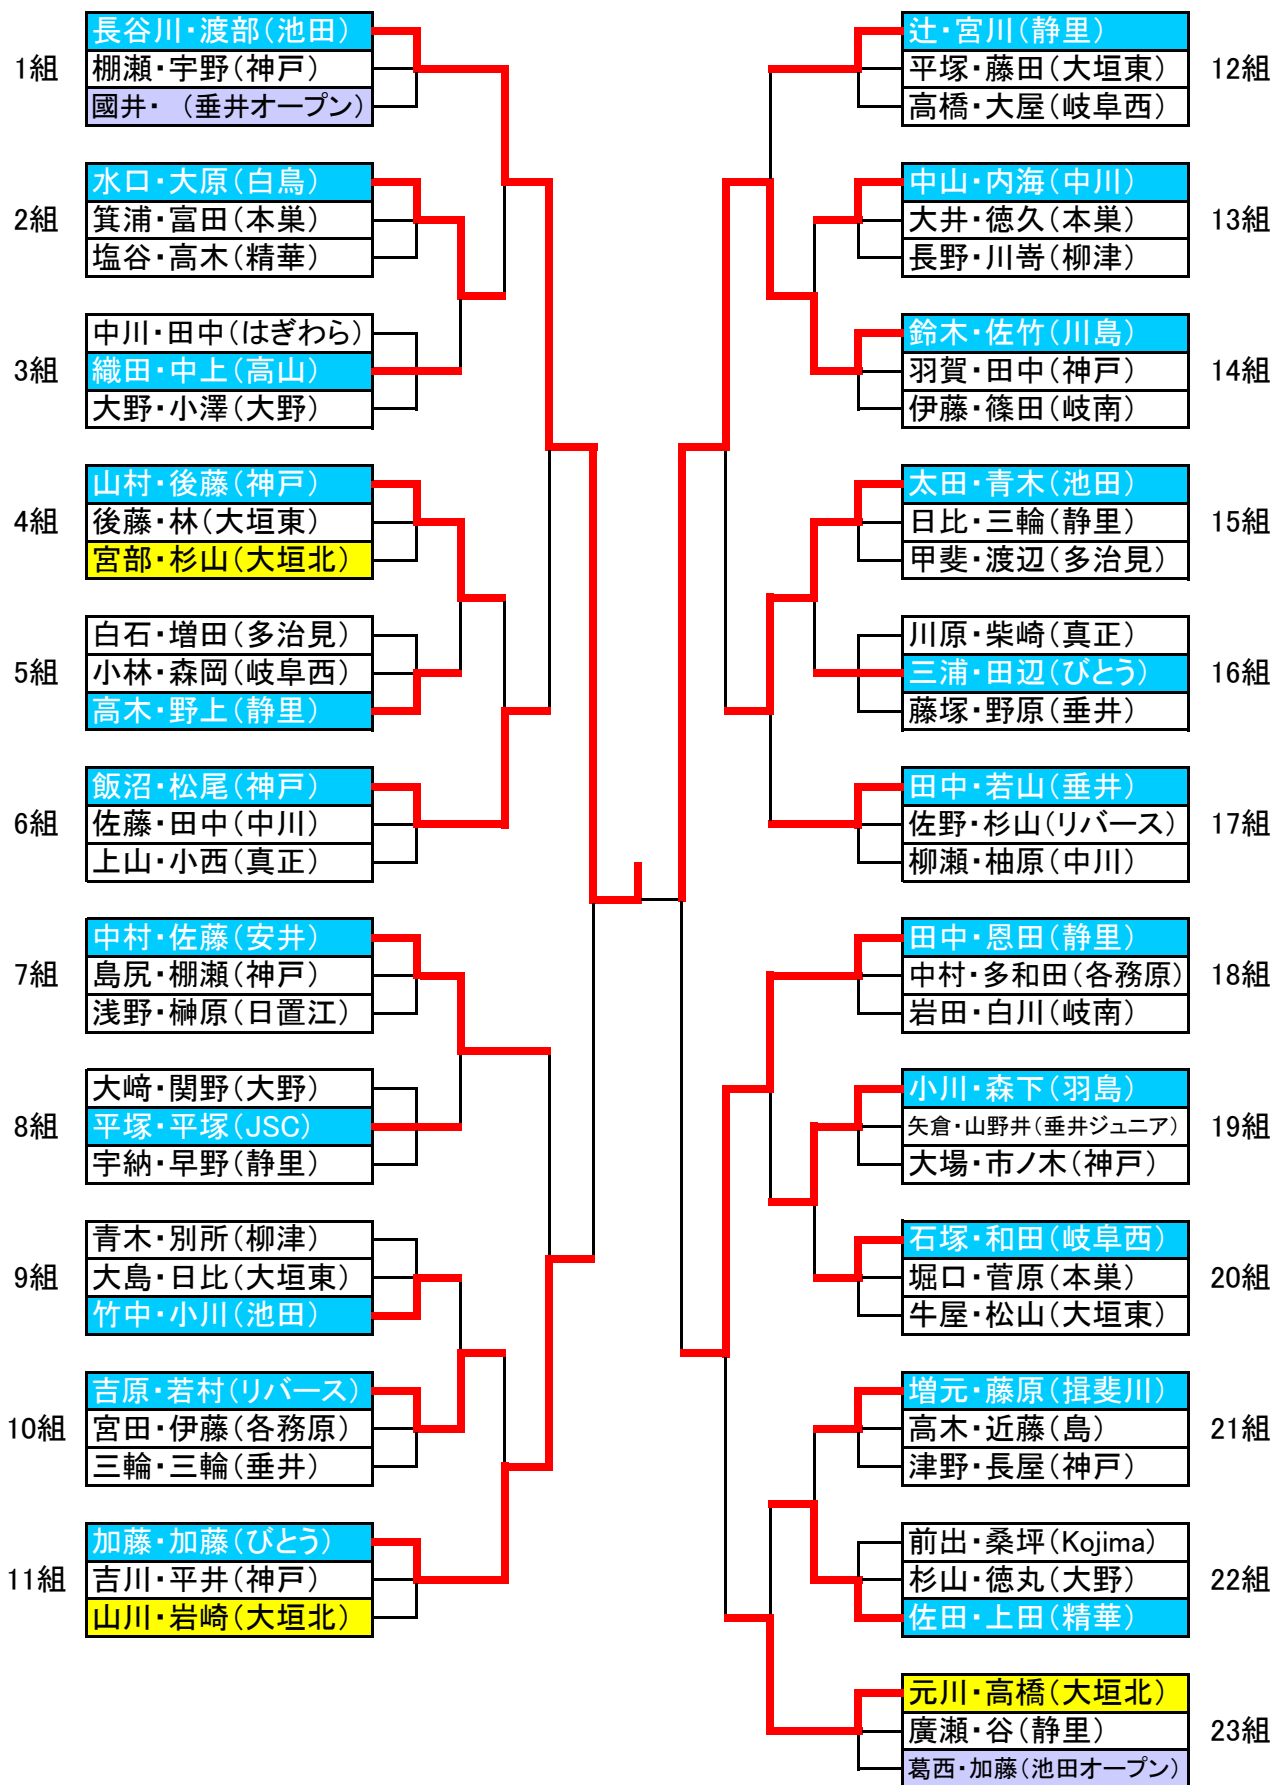 1組
長谷川・渡部(池田)
棚瀬・宇野(神戸)
國井・ (垂井オープン)
2組
水口・大原(白鳥)
箕浦・富田(本巣)
塩谷・高木(精華)
3組
中川・田中(はぎわら)
織田・中上(高山)
大野・小澤(大野)
4組
山村・後藤(神戸)
後藤・林(大垣東)
宮部・杉山(大垣北)
5組
白石・増田(多治見)
小林・森岡(岐阜西)
高木・野上(静里)
6組
飯沼・松尾(神戸)
佐藤・田中(中川)
上山・小西(真正)
7組
中村・佐藤(安井)
島尻・棚瀬(神戸)
浅野・榊原(日置江)
8組
大﨑・関野(大野)
平塚・平塚(JSC)
宇納・早野(静里)
9組
青木・別所(柳津)
大島・日比(大垣東)
竹中・小川(池田)
10組
吉原・若村(リバース)
宮田・伊藤(各務原)
三輪・三輪(垂井)
11組
加藤・加藤(びとう)
吉川・平井(神戸)
山川・岩崎(大垣北)
12組
辻・宮川(静里)
平塚・藤田(大垣東)
高橋・大屋(岐阜西)
13組
中山・内海(中川)
大井・徳久(本巣)
長野・川嵜(柳津)
14組
鈴木・佐竹(川島)
羽賀・田中(神戸)
伊藤・篠田(岐南)
15組
太田・青木(池田)
日比・三輪(静里)
甲斐・渡辺(多治見)
16組
川原・柴崎(真正)
三浦・田辺(びとう)
藤塚・野原(垂井)
17組
田中・若山(垂井)
佐野・杉山(リバース)
柳瀬・柚原(中川)
18組
田中・恩田(静里)
中村・多和田(各務原)
岩田・白川(岐南)
19組
小川・森下(羽島)
矢倉・山野井(垂井ジュニア)
大場・市ノ木(神戸)
20組
石塚・和田(岐阜西)
堀口・菅原(本巣)
牛屋・松山(大垣東)
21組
増元・藤原(揖斐川)
高木・近藤(島)
津野・長屋(神戸)
22組
前出・桑坪(Kojima)
杉山・徳丸(大野)
佐田・上田(精華)
23組
元川・高橋(大垣北)
廣瀬・谷(静里)
葛西・加藤(池田オープン)